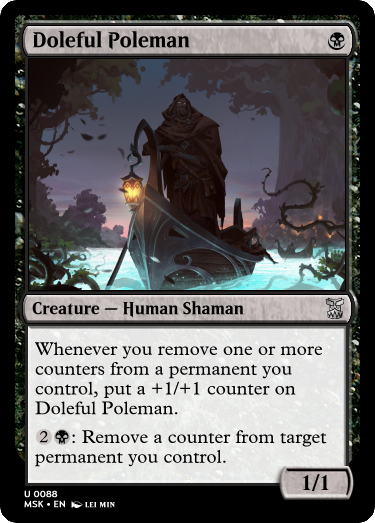 Doleful Poleman
Creature — Human Shaman
Whenever you remove one or more
counters from a permanent you
control, put a +1/+1 counter on
Doleful Poleman.
2 : Remove a counter from target
permanent you control.
1/1
U 0088
MSK • EN LEI MIN